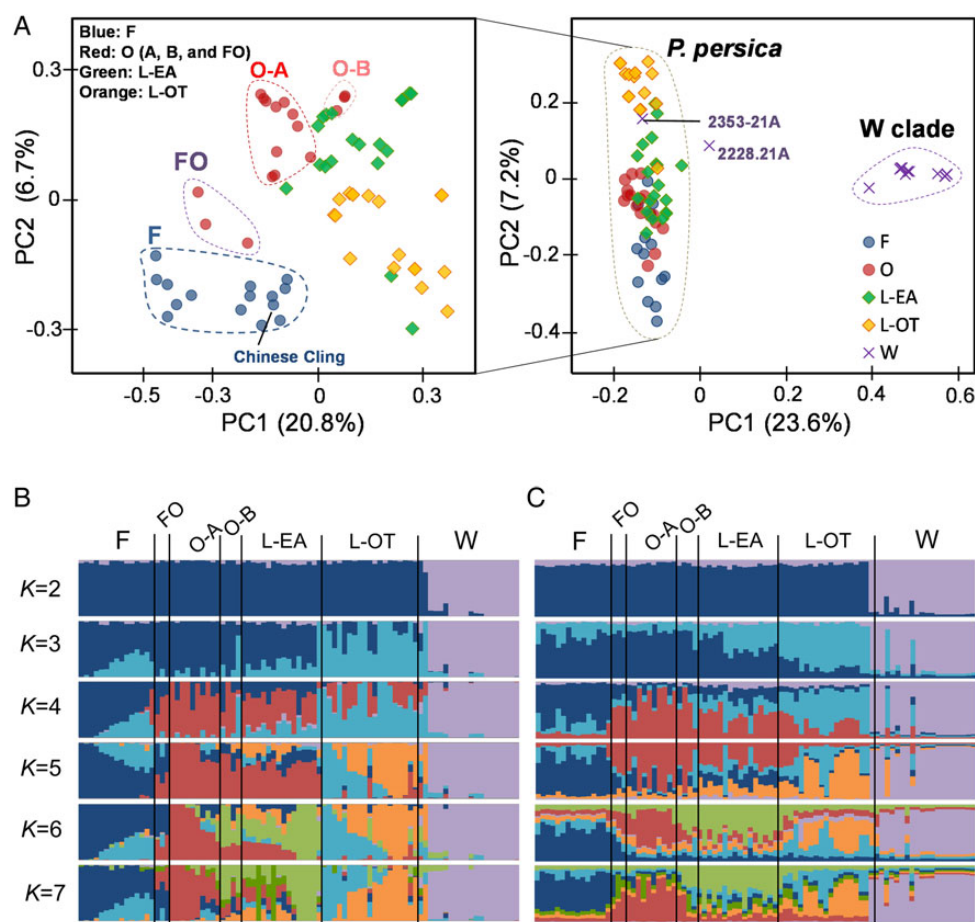 A
Blue: F
Red: O (A, B, and FO)
Green: L-EA
Orange: L-OT
O-A
O-B
FO
F
Chinese Cling
0.3
0
-0.3
PC2 (6.7%)
-0.5
-0.3
0
0.3
PC1 (20.8%)
P. persica
2353-21A
2228.21A
W clade
F
O
L-EA
L-OT
W
0.2
0
-0.2
-0.4
PC2 (7.2%)
-0.2
0
0.2
0.4
0.6
PC1 (23.6%)
B
F
FO
O-A
O-B
L-EA
L-OT
W
K=2
K=3
K=4
K=5
K=6
K=7
C
F
FO
O-A
O-B
L-EA
L-OT
W